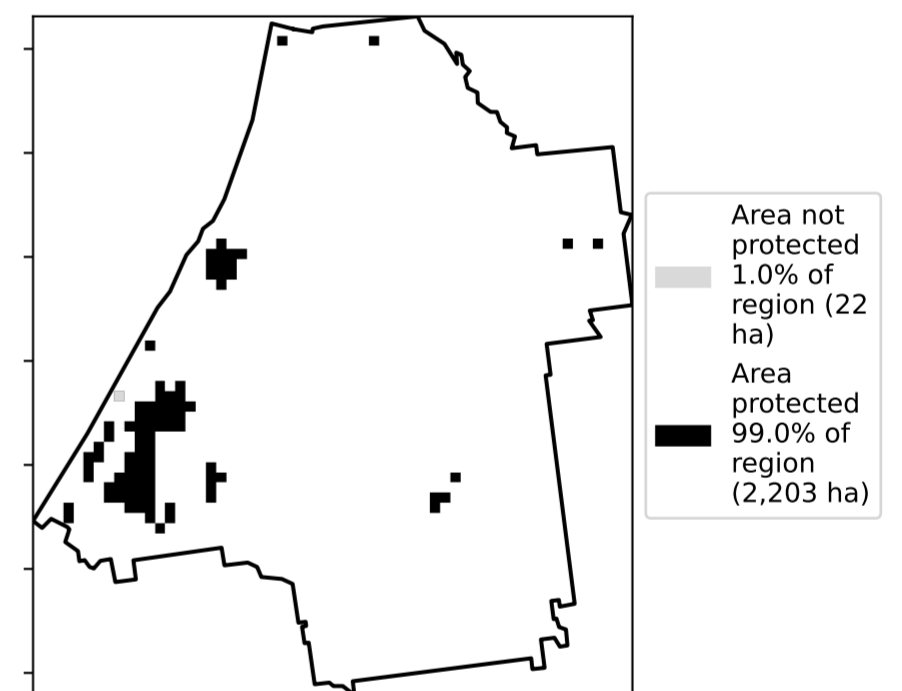 Area not
protected
1.0% of
region (22
ha)
Area
protected
99.0% of
region
(2,203 ha)